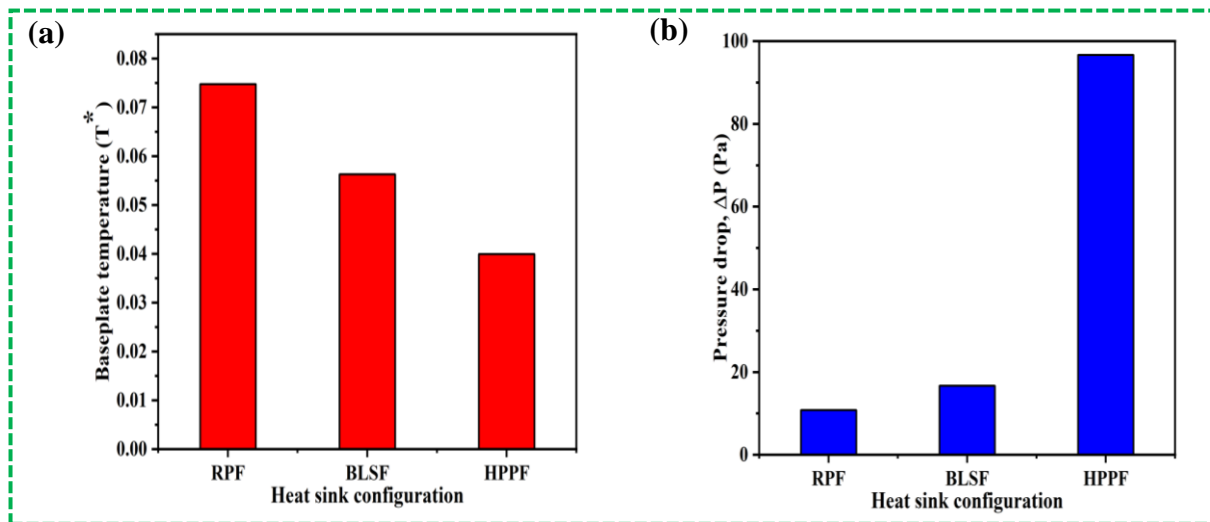 (a)
Baseplate temperature (T*)
0.08
0.07
0.06
0.05
0.04
0.03
0.02
0.01
0.00
RPF BLSF HPPF
Heat sink configuration
(b)
Pressure drop, ΔP (Pa)
100
80
60
40
20
0
RPF BLSF HPPF
Heat sink configuration